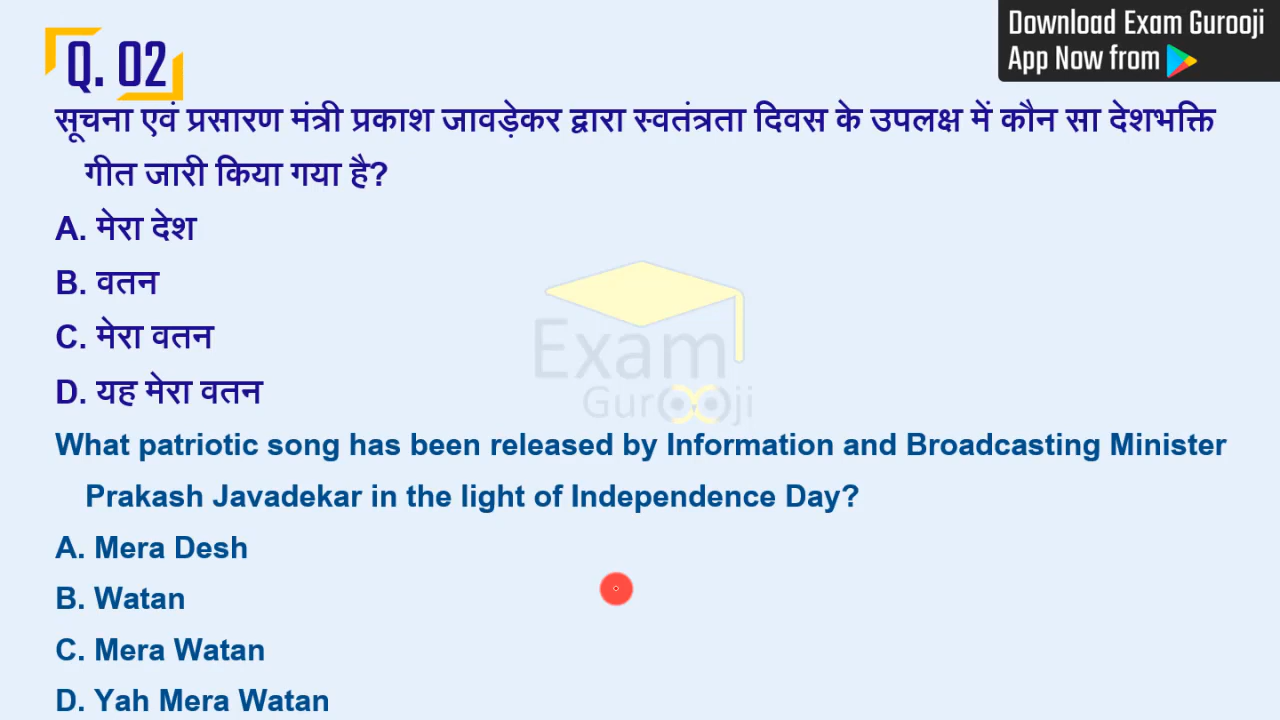 Download Exam Gurooji
App Now from
Q. 02
सूचना एवं प्रसारण मंत्री प्रकाश जावड़ेकर द्वारा स्वतंत्रता दिवस के उपलक्ष में कौन सा देशभक्ति
गीत जारी किया गया है?
A. मेरा देश
B. वतन
C. मेरा वतन
D. यह मेरा वतन
Exam
Gurooji
What patriotic song has been released by Information and Broadcasting Minister
Prakash Javadekar in the light of Independence Day?
A. Mera Desh
B. Watan
C. Mera Watan
D. Yah Mera Watan